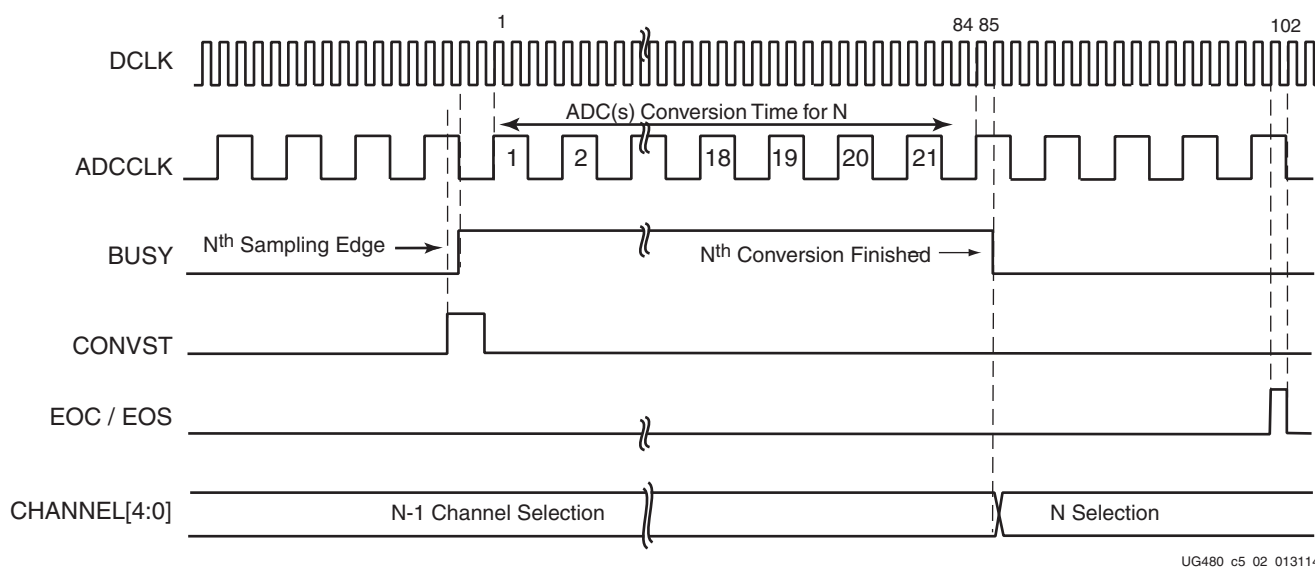 1
84 85
102
DCLK
ADC(s) Conversion Time for N
ADCCLK
1
2
18
19
20
21
BUSY
Nth Sampling Edge
Nth Conversion Finished
CONVST
EOC / EOS
CHANNEL[4:0]
N-1 Channel Selection
N Selection
UG480_c5_02_013114